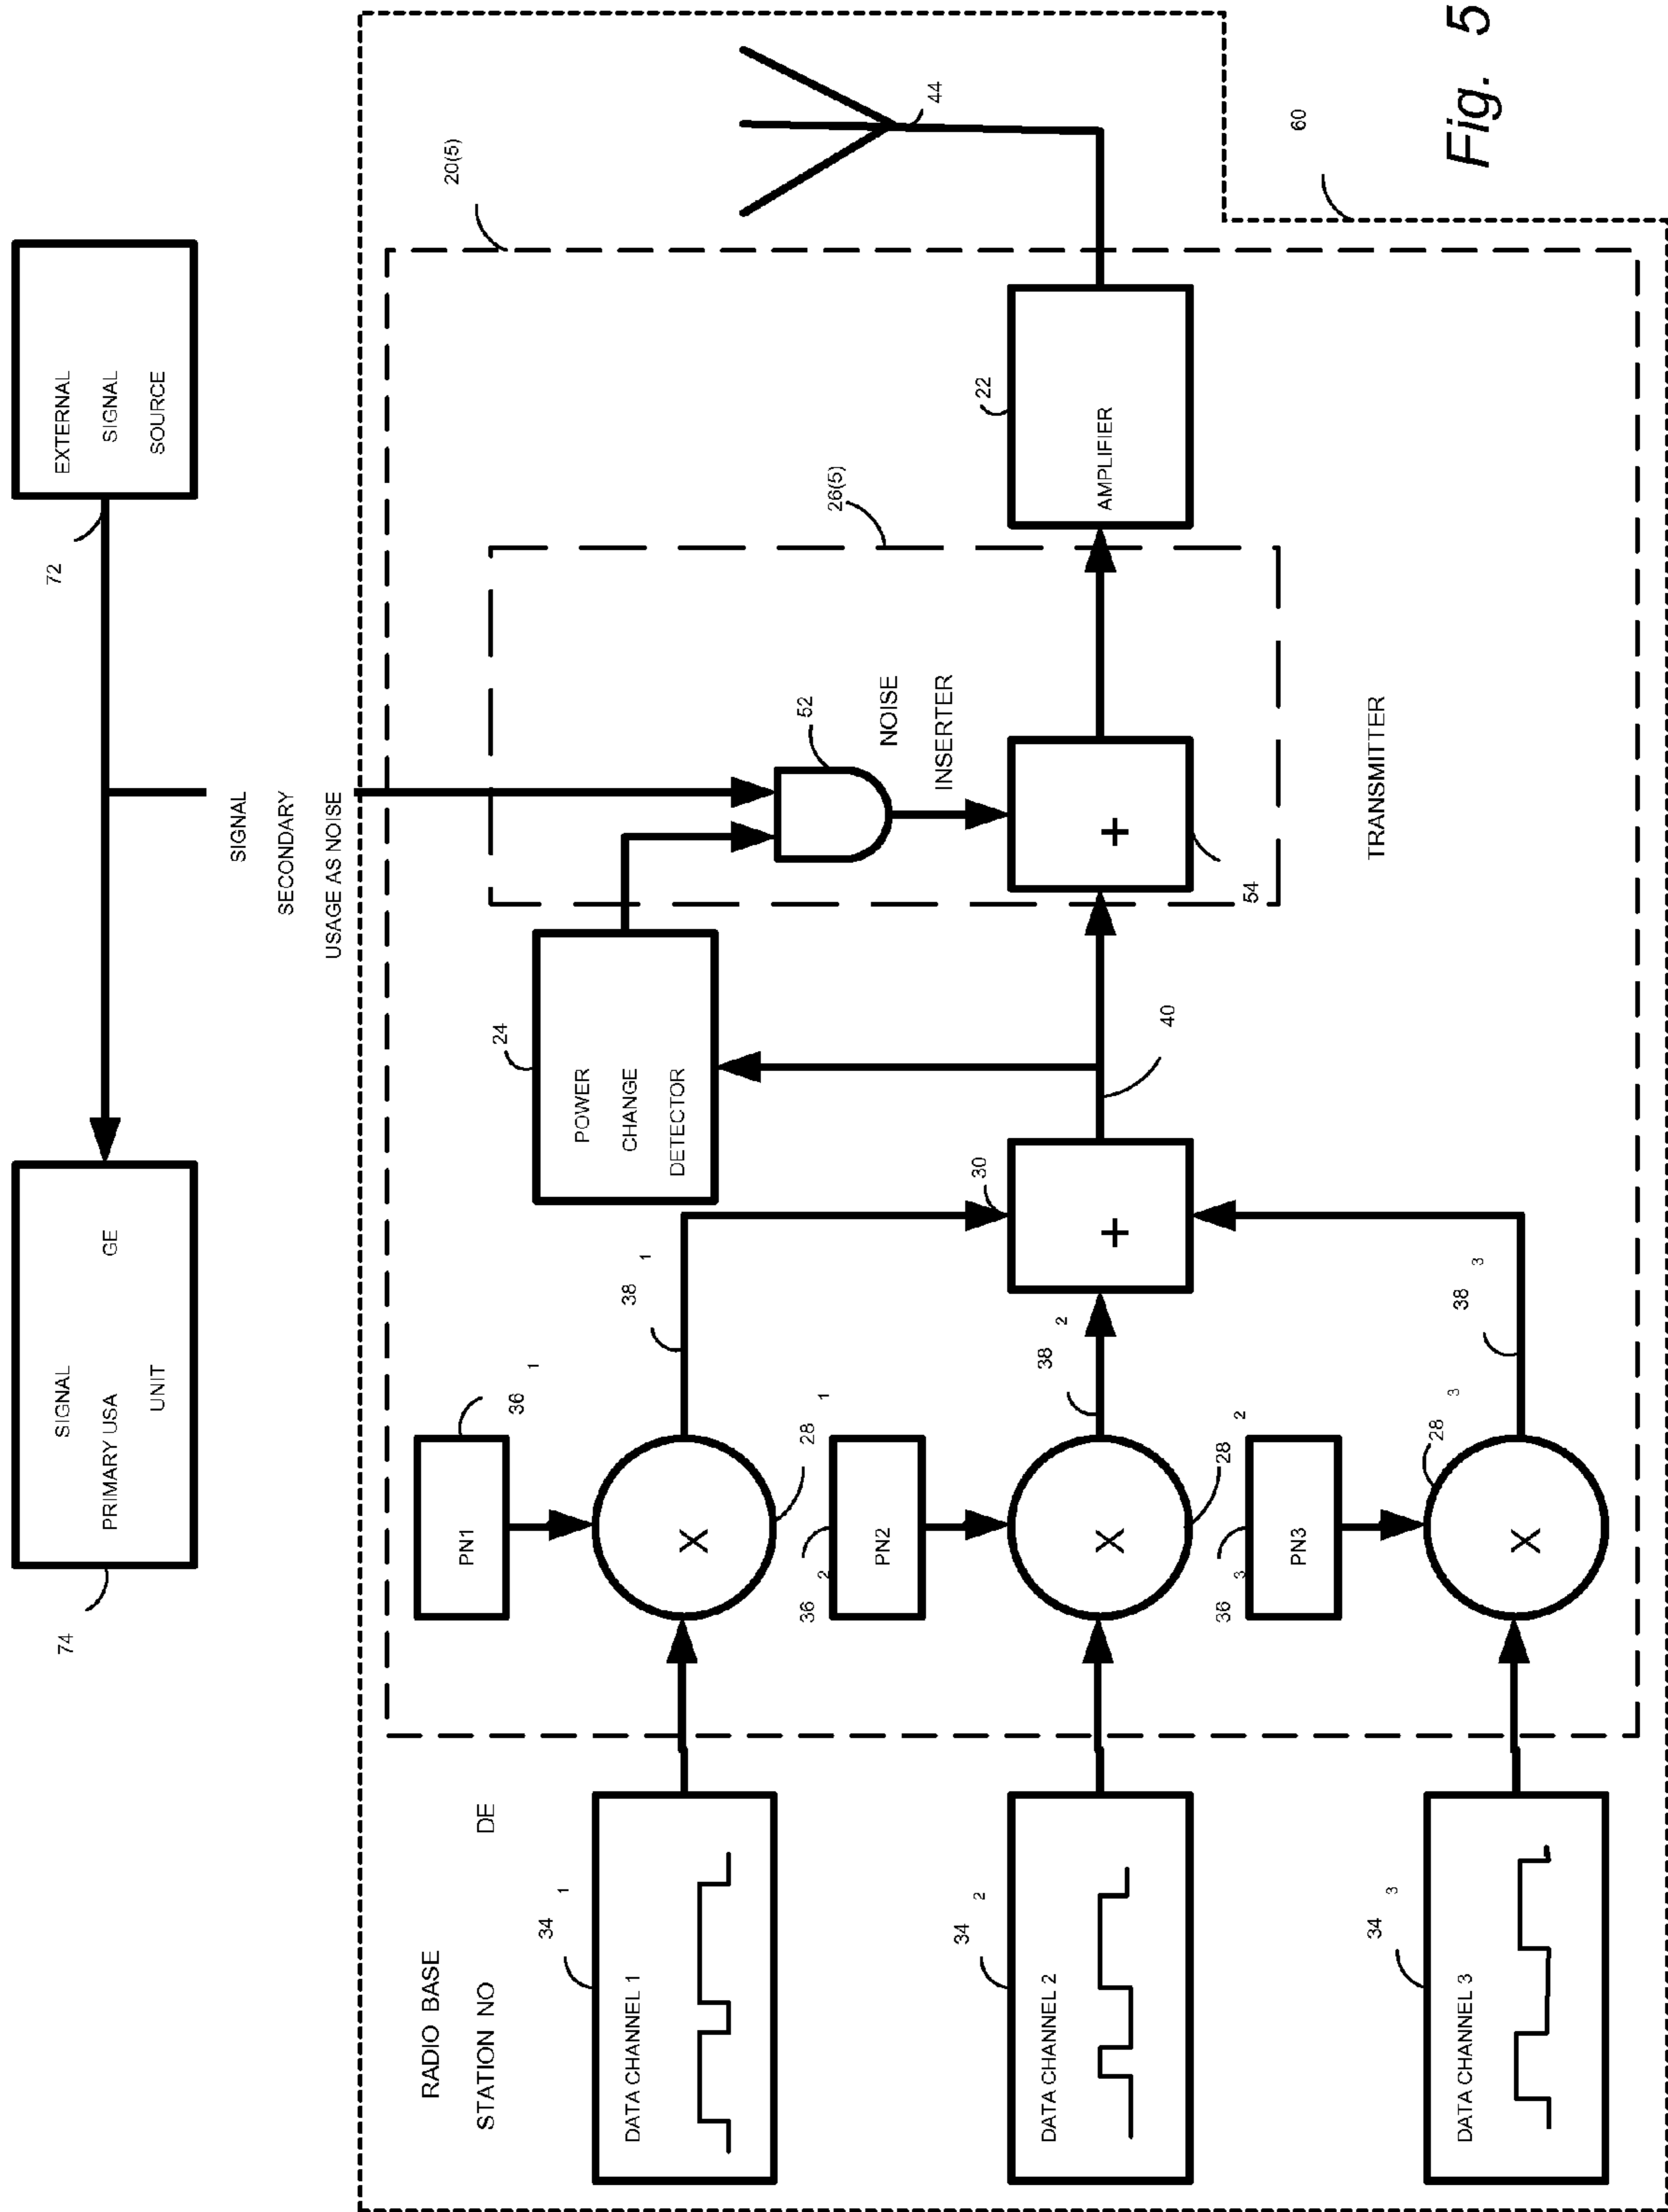 SIGNAL
PRIMARY USA GE
UNIT
74
EXTERNAL
SIGNAL
SOURCE
72
SIGNAL
SECONDARY
USAGE AS NOISE
RADIO BASE
STATION NO DE
20(5)
60
44
Fig. 5
34 1
DATA CHANNEL 1
36 1
PN1
X
28 1
38 1
24
POWER
CHANGE
DETECTOR
26(5)
52
NOISE
INSERTER
34 2
DATA CHANNEL 2
36 2
PN2
X
28 2
38 2
30
+
40
+
54
22
AMPLIFIER
34 3
DATA CHANNEL 3
36 3
PN3
X
28 3
38 3
TRANSMITTER